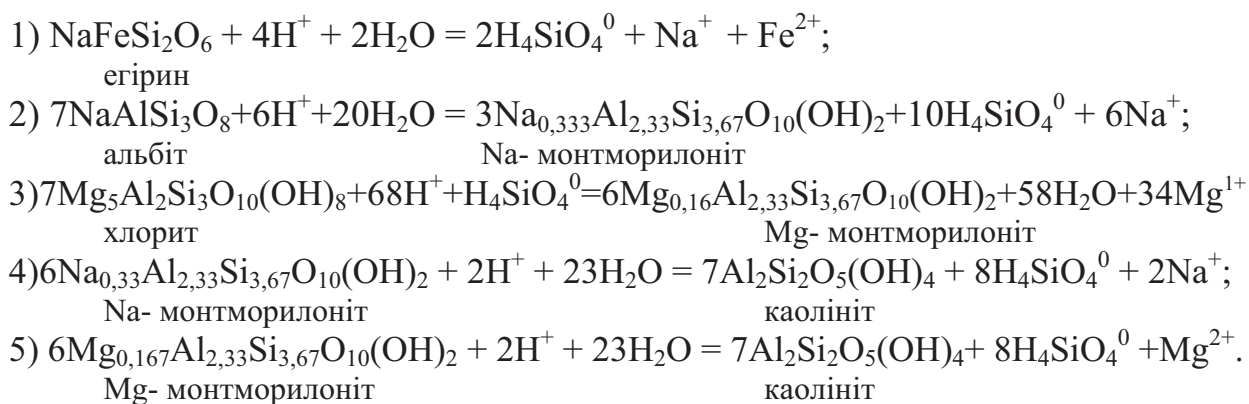 1) NaFeSi₂O₆ + 4H⁺ + 2H₂O = 2H₄SiO₄⁰ + Na⁺ + Fe²⁺;
егірин
2) 7NaAlSi₃O₈+6H⁺+20H₂O = 3Na₀,₃₃₃Al₂,₃₃Si₃,₆₇O₁₀(OH)₂+10H₄SiO₄⁰ + 6Na⁺;
альбіт Na- монтморилоніт
3)7Mg₅Al₂Si₃O₁₀(OH)₈+68H⁺+H₄SiO₄⁰=6Mg₀,₁₆Al₂,₃₃Si₃,₆₇O₁₀(OH)₂+58H₂O+34Mg¹⁺
хлорит Mg- монтморилоніт
4)6Na₀,₃₃Al₂,₃₃Si₃,₆₇O₁₀(OH)₂ + 2H⁺ + 23H₂O = 7Al₂Si₂O₅(OH)₄ + 8H₄SiO₄⁰ + 2Na⁺;
Na- монтморилоніт каолініт
5) 6Mg₀,₁₆₇Al₂,₃₃Si₃,₆₇O₁₀(OH)₂ + 2H⁺ + 23H₂O = 7Al₂Si₂O₅(OH)₄+ 8H₄SiO₄⁰ +Mg²⁺.
Mg- монтморилоніт каолініт